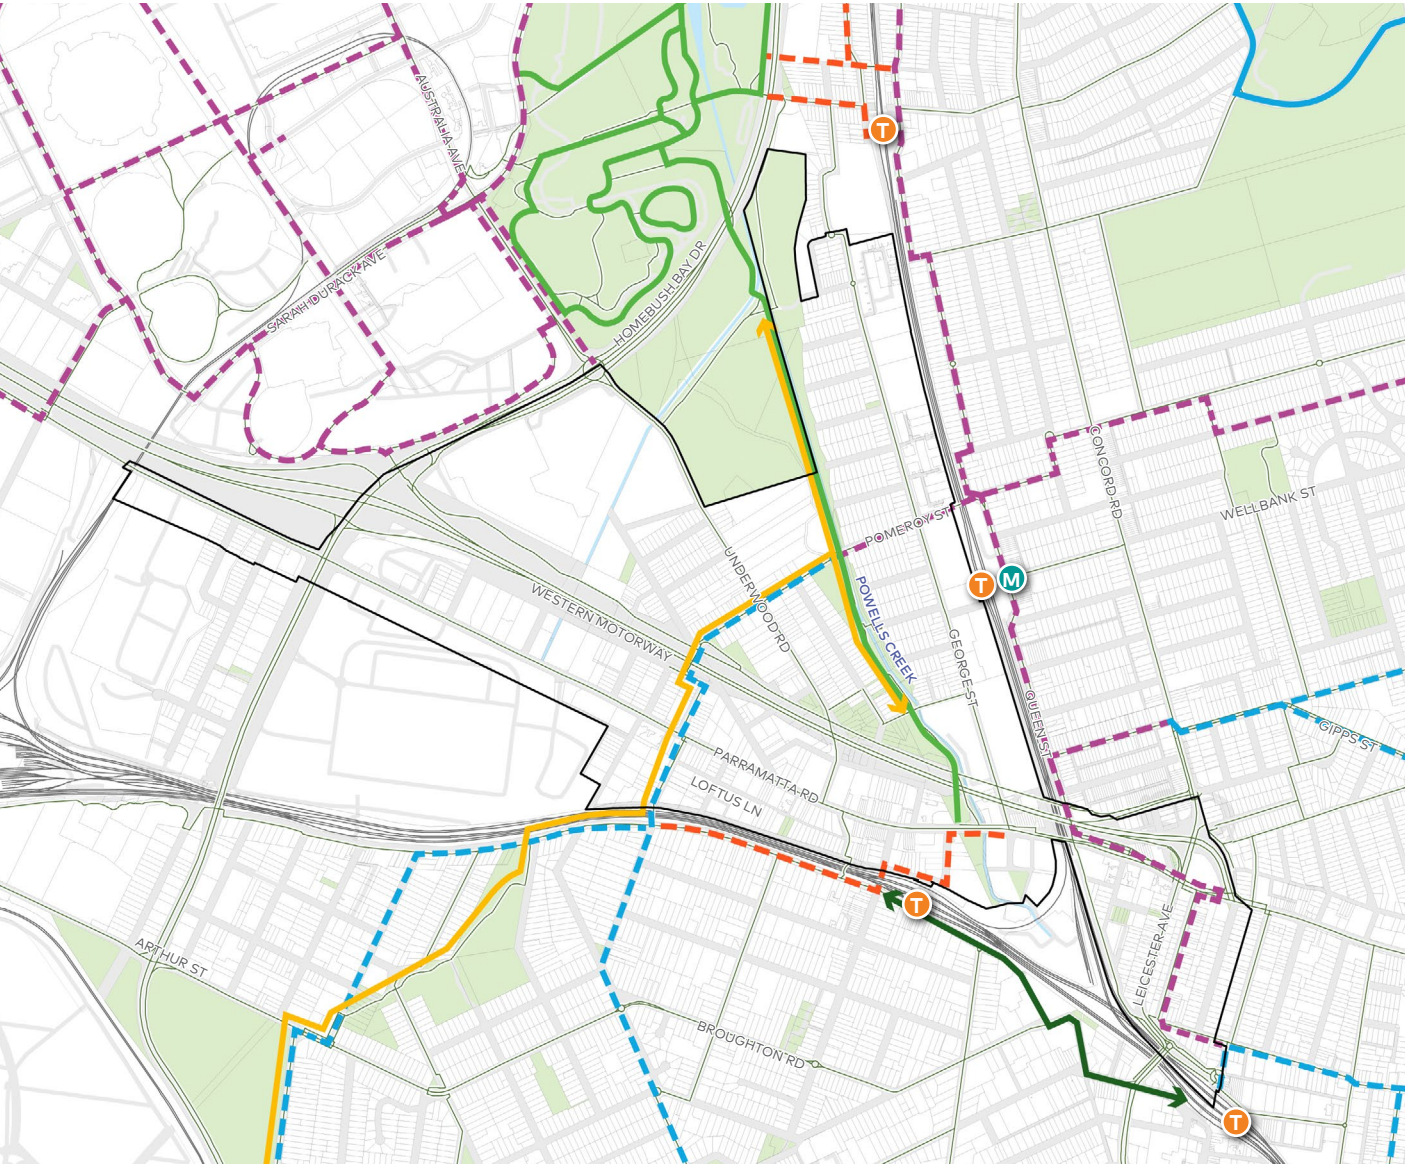 T
AUSTRALIA AVE
SARAH DURACK AVE
HOMEBUSH BAY DR
CONCORD RD
WELLBANK ST
POMEROY ST
UNDERWOOD RD
WESTERN MOTORWAY
T
M
POWELLS CREEK
GEORGE ST
QUEEN ST
GIPPS ST
PARRAMATTA RD
LOFTUS LN
T
LEICESTER AVE
ARTHUR ST
BROUGHTON RD
T